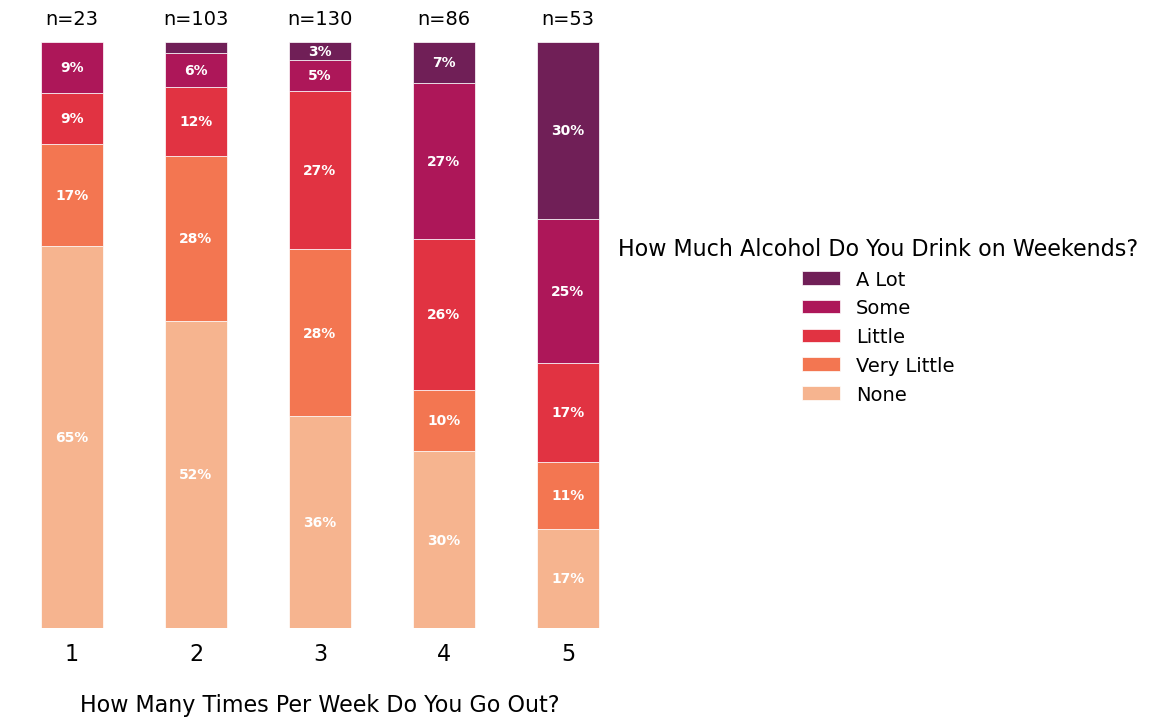 n=23 n=103 n=130 n=86 n=53
3% 7%
9% 6% 5%
9% 12% 30%
27% 27%
17%
28%
How Much Alcohol Do You Drink on Weekends?
A Lot
25%
Some
26%
28% Little
Very Little
None
10% 17%
65%
52% 11%
36%
30%
17%
1 2 3 4 5
How Many Times Per Week Do You Go Out?